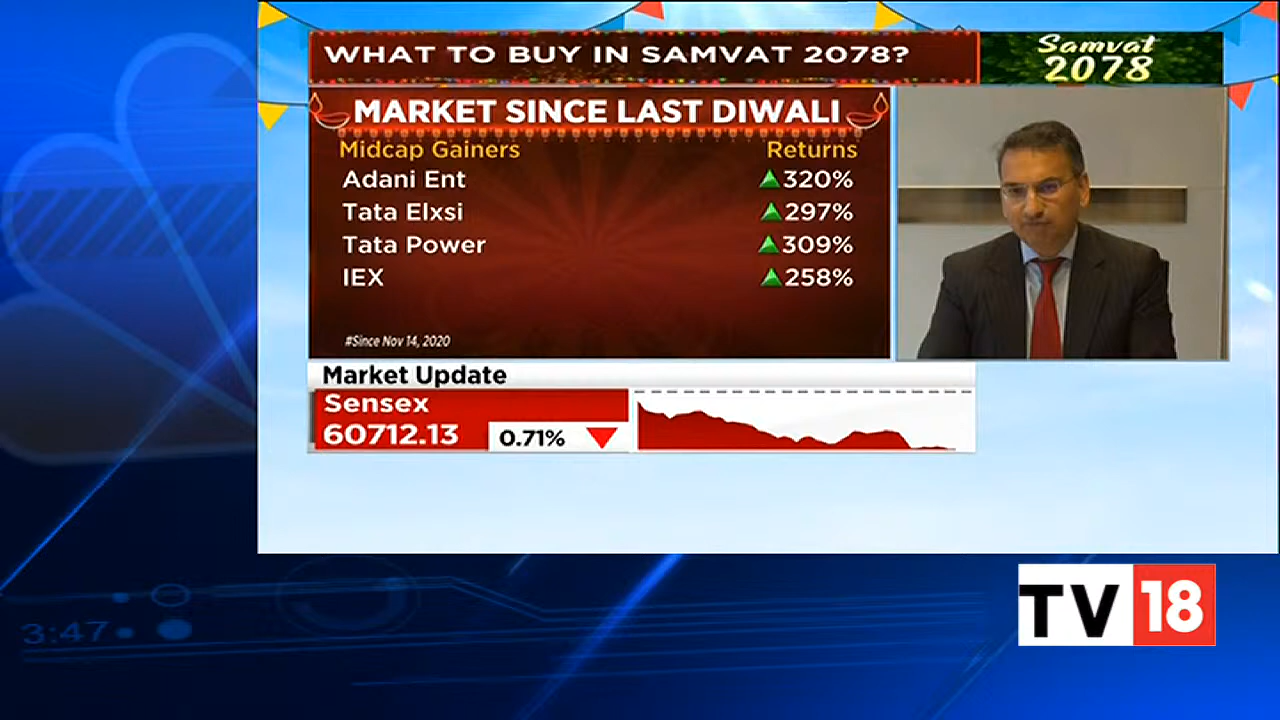 WHAT TO BUY IN SAMVAT 2078?
Samvat
2078
MARKET SINCE LAST DIWALI
Midcap Gainers Returns
Adani Ent 320%
Tata Elxsi 297%
Tata Power 309%
IEX 258%
#Since Nov 14, 2020
Market Update
Sensex
60712.13 0.71%
3:47
TV 18